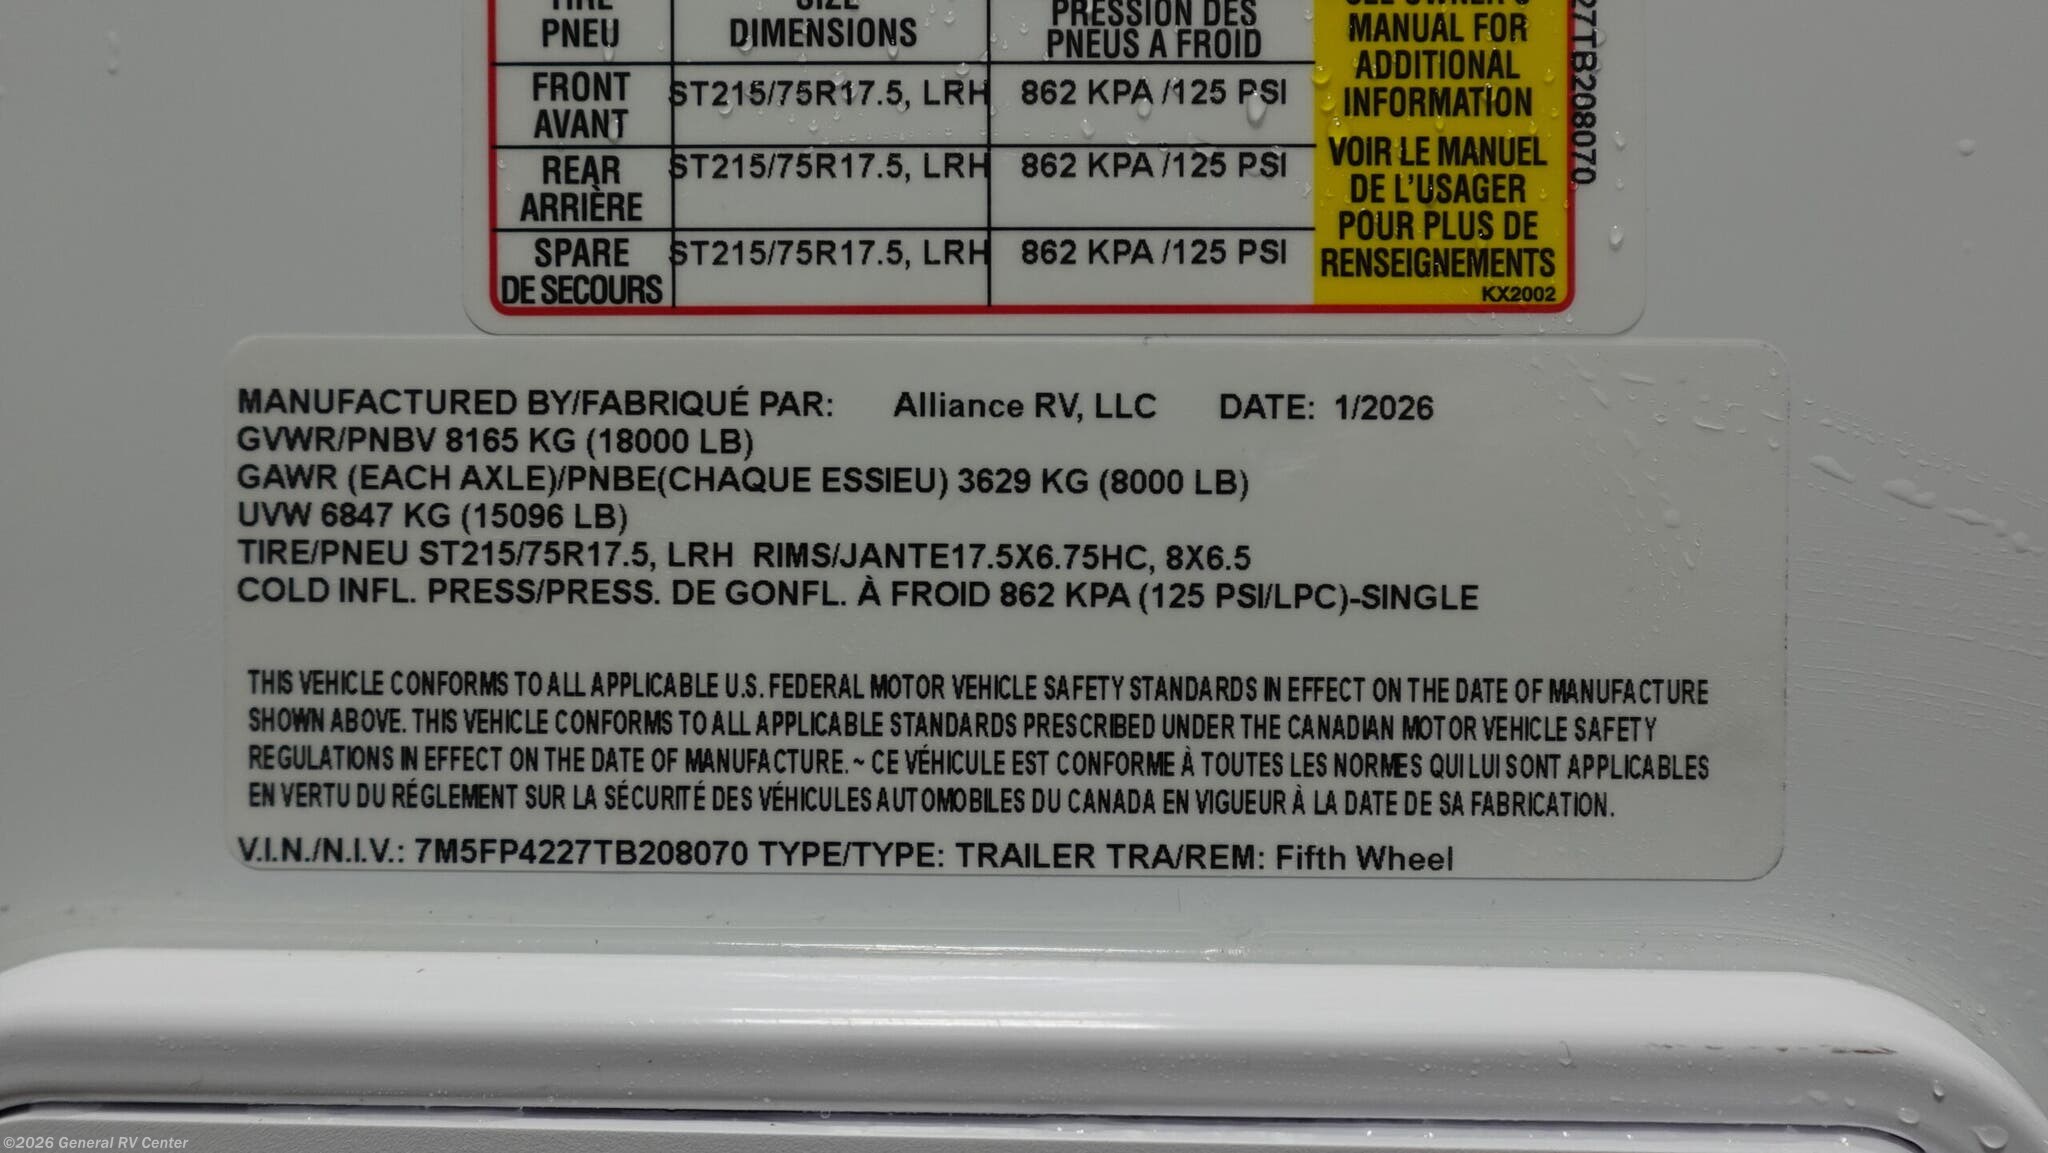 TIRE SIZE
PNEU DIMENSIONS PRESSION DES
PNEUS A FROID
SEE OWNER'S
MANUAL FOR
ADDITIONAL
INFORMATION
VOIR LE MANUEL
DE L'USAGER
POUR PLUS DE
RENSEIGNEMENTS
KX2002
FRONT
AVANT
ST215/75R17.5, LRH 862 KPA /125 PSI
REAR
ARRIÈRE
ST215/75R17.5, LRH 862 KPA /125 PSI
SPARE
DE SECOURS
ST215/75R17.5, LRH 862 KPA /125 PSI
27TB208070
MANUFACTURED BY/FABRIQUÉ PAR: Alliance RV, LLC DATE: 1/2026
GVWR/PNBV 8165 KG (18000 LB)
GAWR (EACH AXLE)/PNBE(CHAQUE ESSIEU) 3629 KG (8000 LB)
UVW 6847 KG (15096 LB)
TIRE/PNEU ST215/75R17.5, LRH RIMS/JANTE17.5X6.75HC, 8X6.5
COLD INFL. PRESS/PRESS. DE GONFL. À FROID 862 KPA (125 PSI/LPC)-SINGLE
THIS VEHICLE CONFORMS TO ALL APPLICABLE U.S. FEDERAL MOTOR VEHICLE SAFETY STANDARDS IN EFFECT ON THE DATE OF MANUFACTURE
SHOWN ABOVE. THIS VEHICLE CONFORMS TO ALL APPLICABLE STANDARDS PRESCRIBED UNDER THE CANADIAN MOTOR VEHICLE SAFETY
REGULATIONS IN EFFECT ON THE DATE OF MANUFACTURE. ~ CE VÉHICULE EST CONFORME À TOUTES LES NORMES QUI LUI SONT APPLICABLES
EN VERTU DU RÉGLEMENT SUR LA SÉCURITÉ DES VÉHICULES AUTOMOBILES DU CANADA EN VIGUEUR À LA DATE DE SA FABRICATION.
V.I.N./N.I.V.: 7M5FP4227TB208070 TYPE/TYPE: TRAILER TRA/REM: Fifth Wheel
©2026 General RV Center